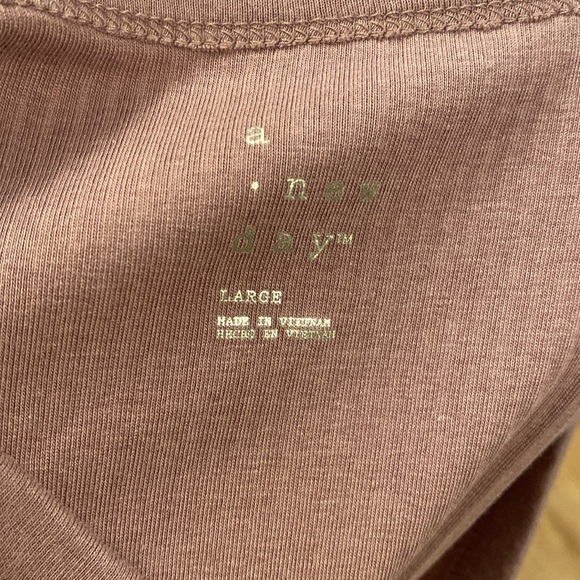 a
• new
day™
LARGE
MADE IN VIETNAM
HECHO EN VIETNAM